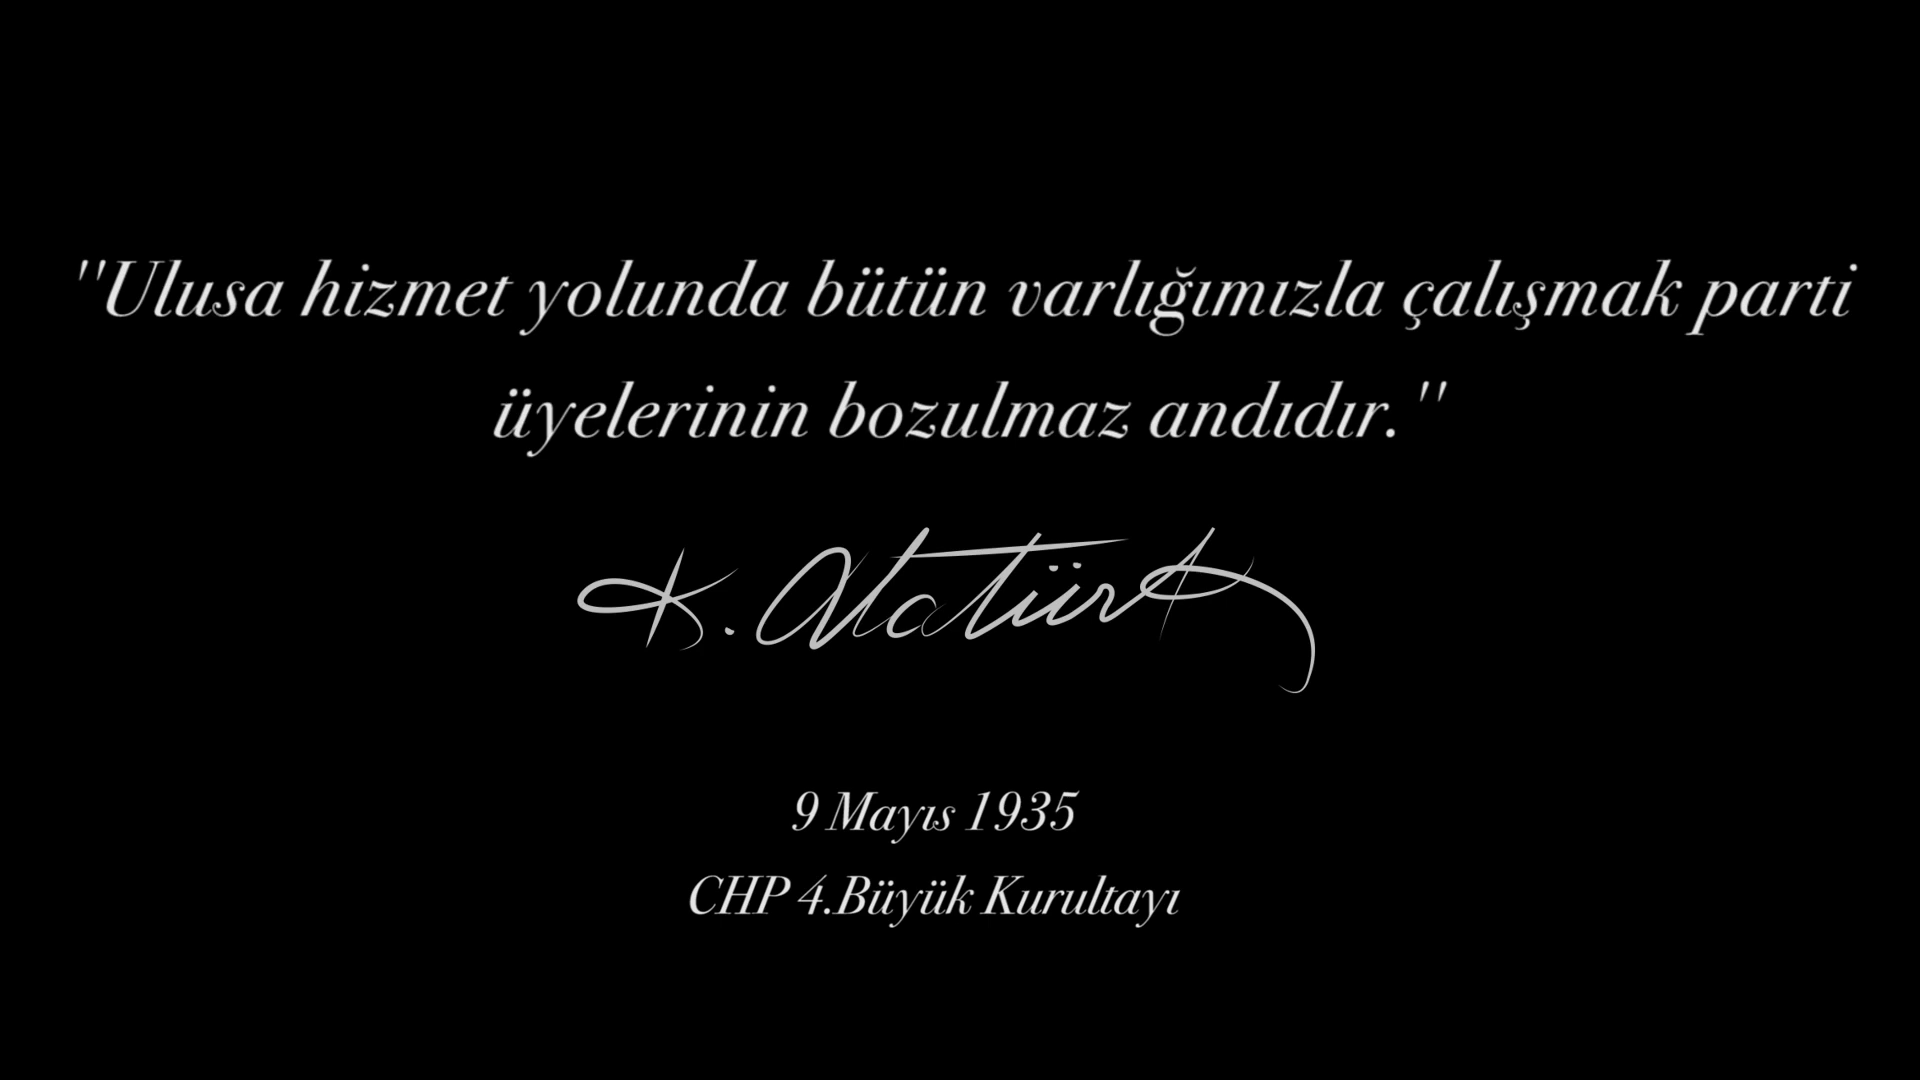 "Ulusa hizmet yolunda bütün varlığımızla çalışmak parti
üyelerinin bozulmaz andıdır."
K. Atatürk
9 Mayıs 1935
CHP 4.Büyük Kurultayı